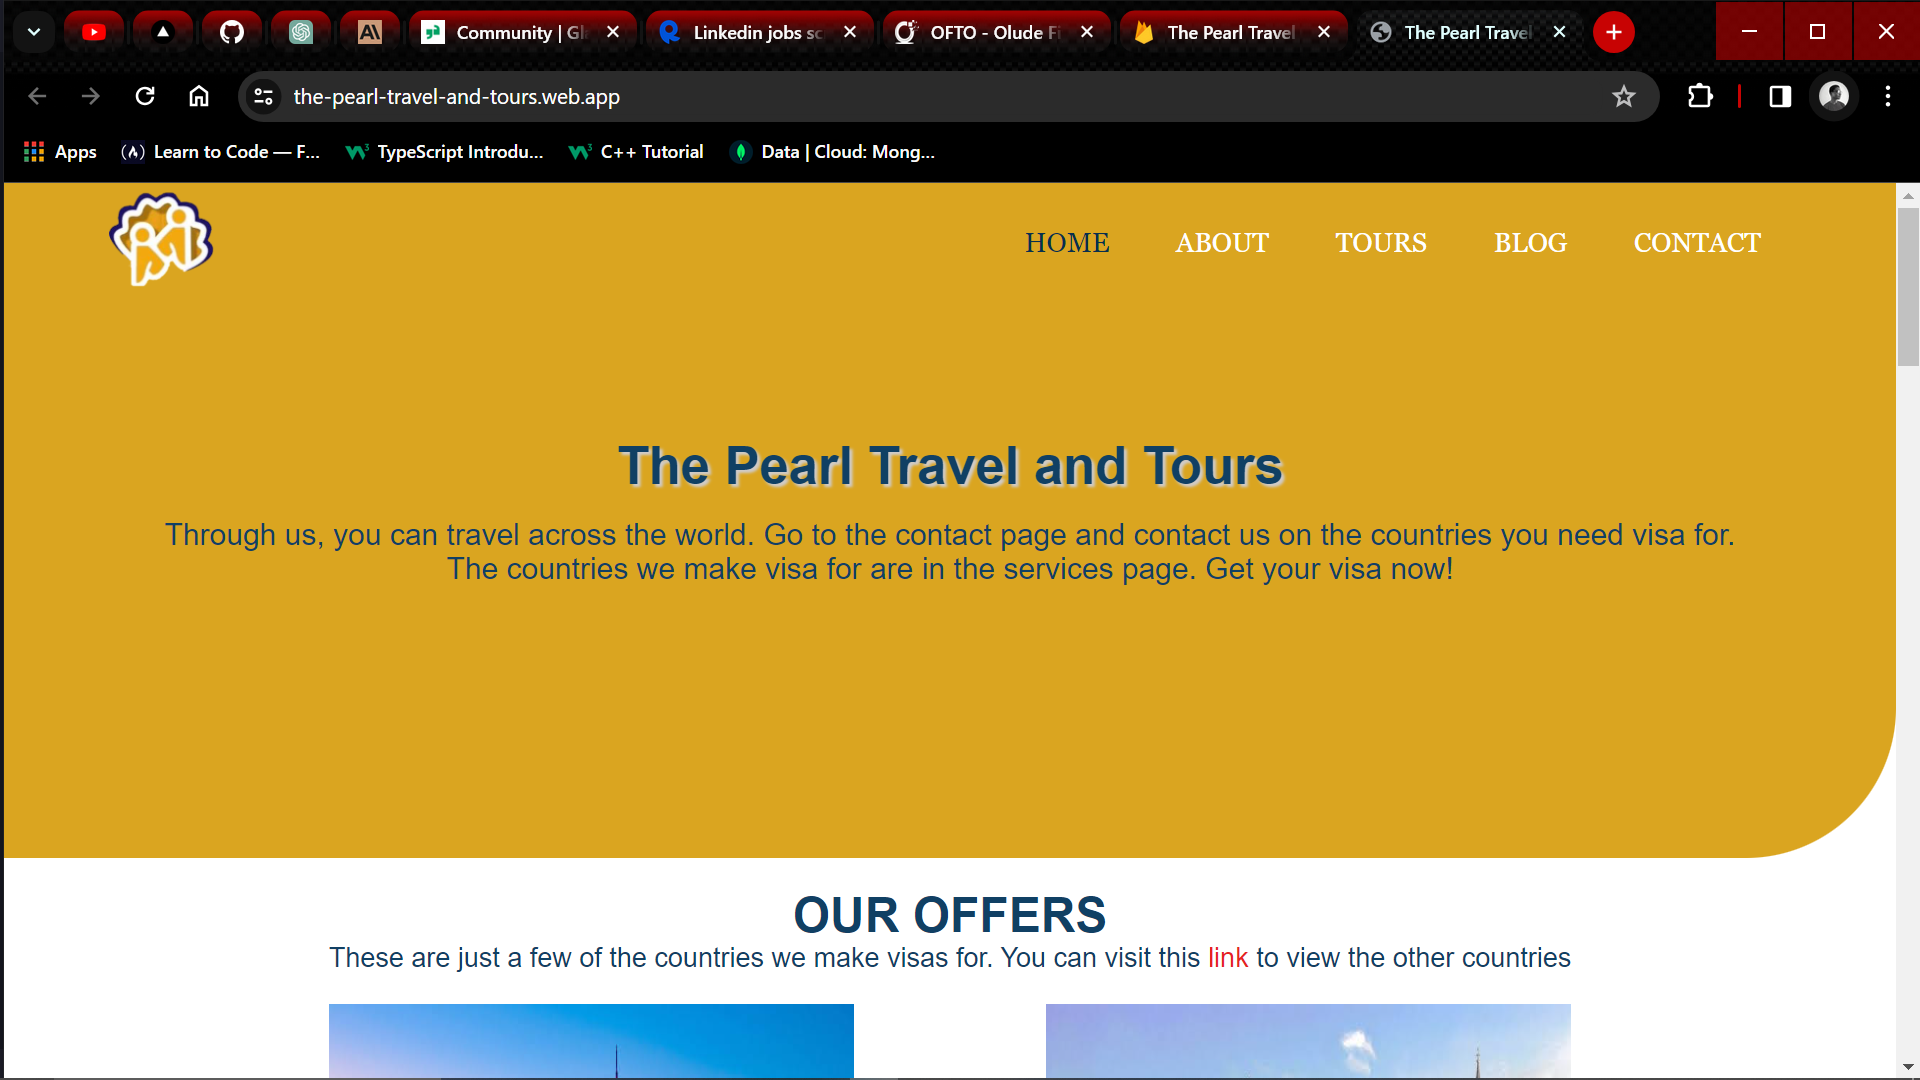 Community | Gl
Linkedin jobs sc
OFTO - Olude Fi
The Pearl Travel
The Pearl Travel
the-pearl-travel-and-tours.web.app
Apps
Learn to Code — F...
TypeScript Introdu...
C++ Tutorial
Data | Cloud: Mong...
HOME
ABOUT
TOURS
BLOG
CONTACT
The Pearl Travel and Tours
Through us, you can travel across the world. Go to the contact page and contact us on the countries you need visa for.
The countries we make visa for are in the services page. Get your visa now!
OUR OFFERS
These are just a few of the countries we make visas for. You can visit this link to view the other countries